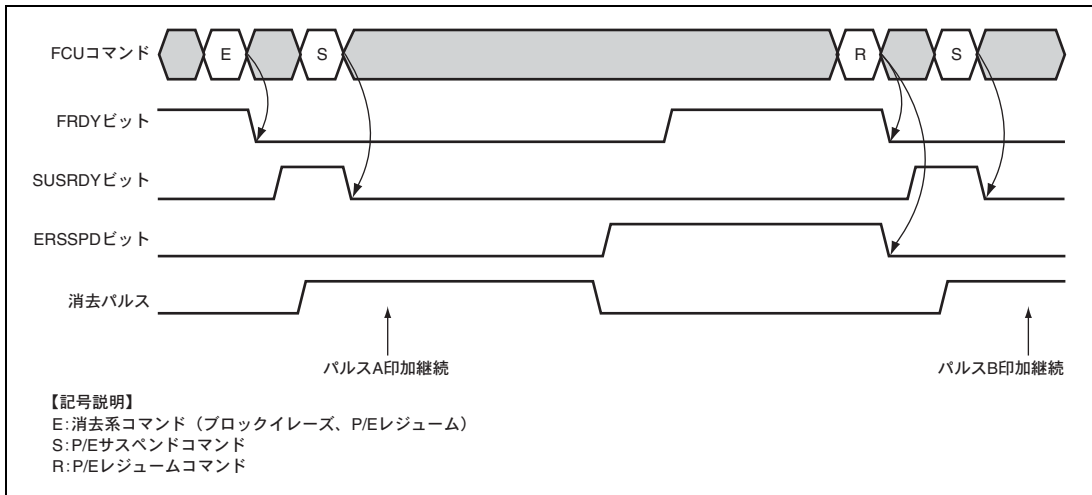 FCUコマンド
E
S
R
S
FRDYビット
SUSRDYビット
ERSSPDビット
消去パルス
パルスA印加継続
パルスB印加継続
【記号説明】
E:消去系コマンド（ブロックイレーズ、P/Eレジューム）
S:P/Eサスペンドコマンド
R:P/Eレジュームコマンド